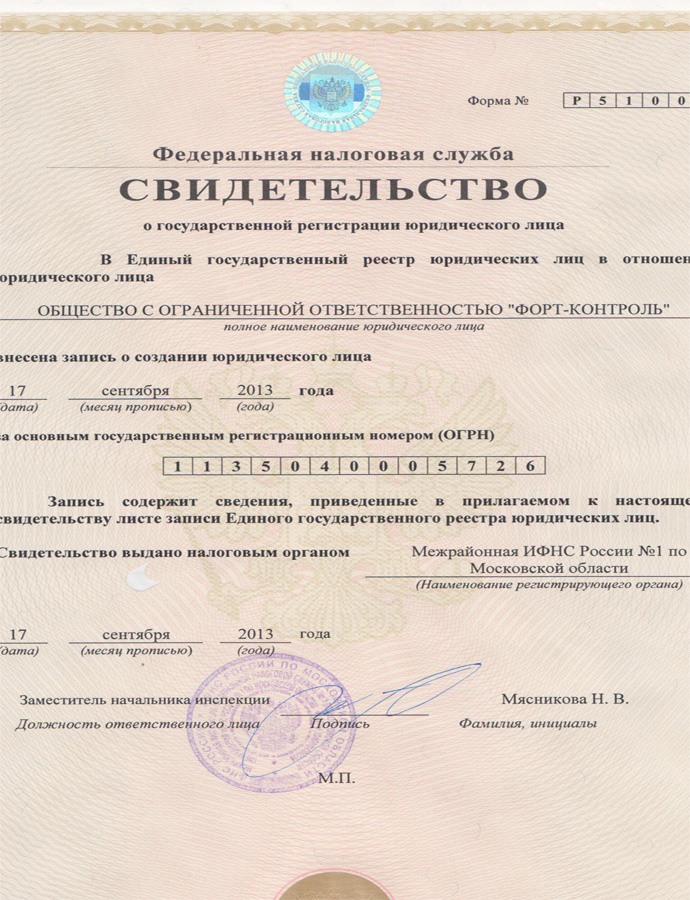 Форма № Р 5 1 0 0
Федеральная налоговая служба
СВИДЕТЕЛЬСТВО
о государственной регистрации юридического лица
В Единый государственный реестр юридических лиц в отношен
юридического лица
ОБЩЕСТВО С ОГРАНИЧЕННОЙ ОТВЕТСТВЕННОСТЬЮ "ФОРТ-КОНТРОЛЬ"
полное наименование юридического лица
внесена запись о создании юридического лица
17 сентября 2013 года
(дата) (месяц прописью) (года)
за основным государственным регистрационным номером (ОГРН)
1 1 3 5 0 4 0 0 0 5 7 2 6
Запись содержит сведения, приведенные в прилагаемом к настояще
свидетельству листе записи Единого государственного реестра юридических лиц.
Свидетельство выдано налоговым органом Межрайонная ИФНС России №1 по
Московской области
(Наименование регистрирующего органа)
17 сентября 2013 года
(дата) (месяц прописью) (года)
Заместитель начальника инспекции Мясникова Н. В.
Должность ответственного лица Подпись Фамилия, инициалы
М.П.